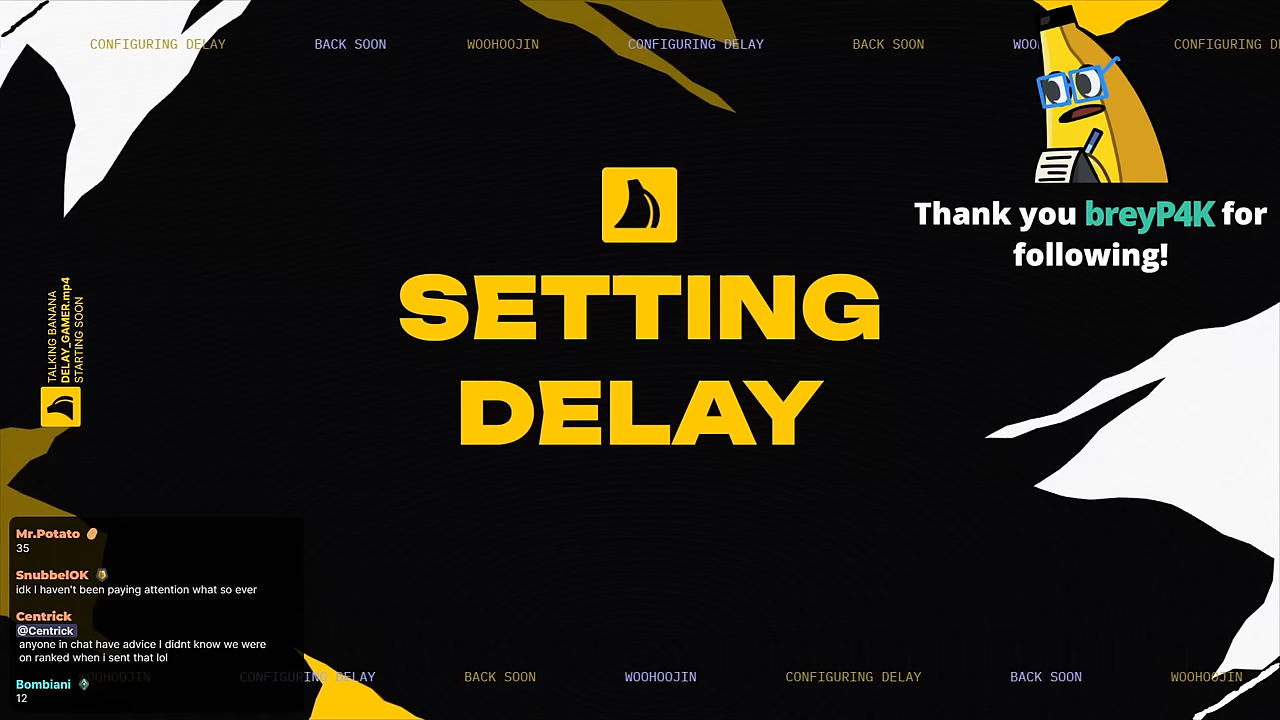 CONFIGURING DELAY BACK SOON WOOHOOJIN CONFIGURING DELAY BACK SOON WOO CONFIGURING D
Thank you breyP4K for
following!
SETTING
DELAY
TALKING BANANA
DELAY_GAMER.mp4
STARTING SOON
Mr.Potato
35
SnubbelOK
idk I haven't been paying attention what so ever
Centrick
@Centrick
anyone in chat have advice I didnt know we were
on ranked when i sent that lol
Bombiani
12
WOOHOOJIN CONFIGURING DELAY BACK SOON WOOHOOJIN CONFIGURING DELAY BACK SOON WOOHOOJIN